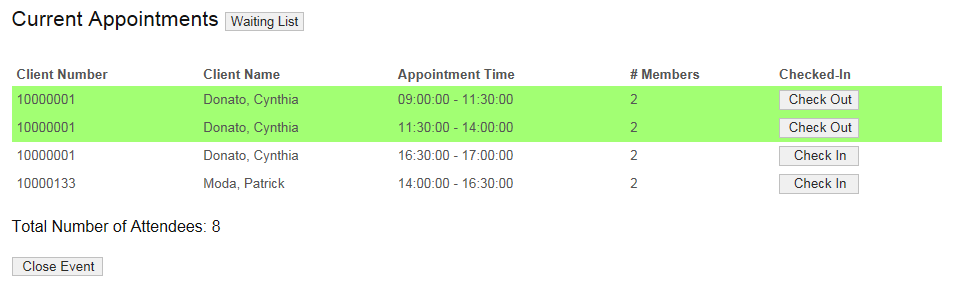 Current Appointments Waiting List
Client Number Client Name Appointment Time # Members Checked-In
10000001 Donato, Cynthia 09:00:00 - 11:30:00 2 Check Out
10000001 Donato, Cynthia 11:30:00 - 14:00:00 2 Check Out
10000001 Donato, Cynthia 16:30:00 - 17:00:00 2 Check In
10000133 Moda, Patrick 14:00:00 - 16:30:00 2 Check In
Total Number of Attendees: 8
Close Event